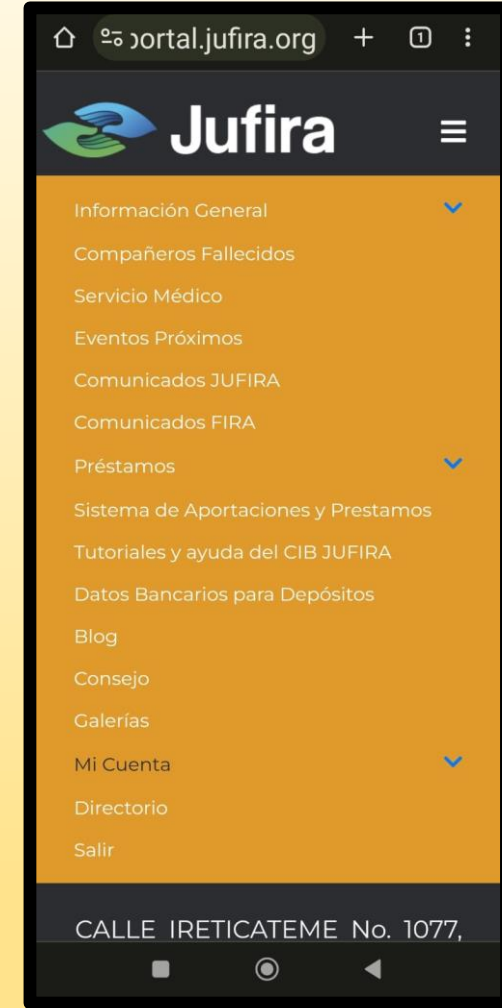 portal.jufira.org
1
Jufira
Información General
Compañeros Fallecidos
Servicio Médico
Eventos Próximos
Comunicados JUFIRA
Comunicados FIRA
Préstamos
Sistema de Aportaciones y Prestamos
Tutoriales y ayuda del CIB JUFIRA
Datos Bancarios para Depósitos
Blog
Consejo
Galerías
Mi Cuenta
Directorio
Salir
CALLE IRETICATEME No. 1077,